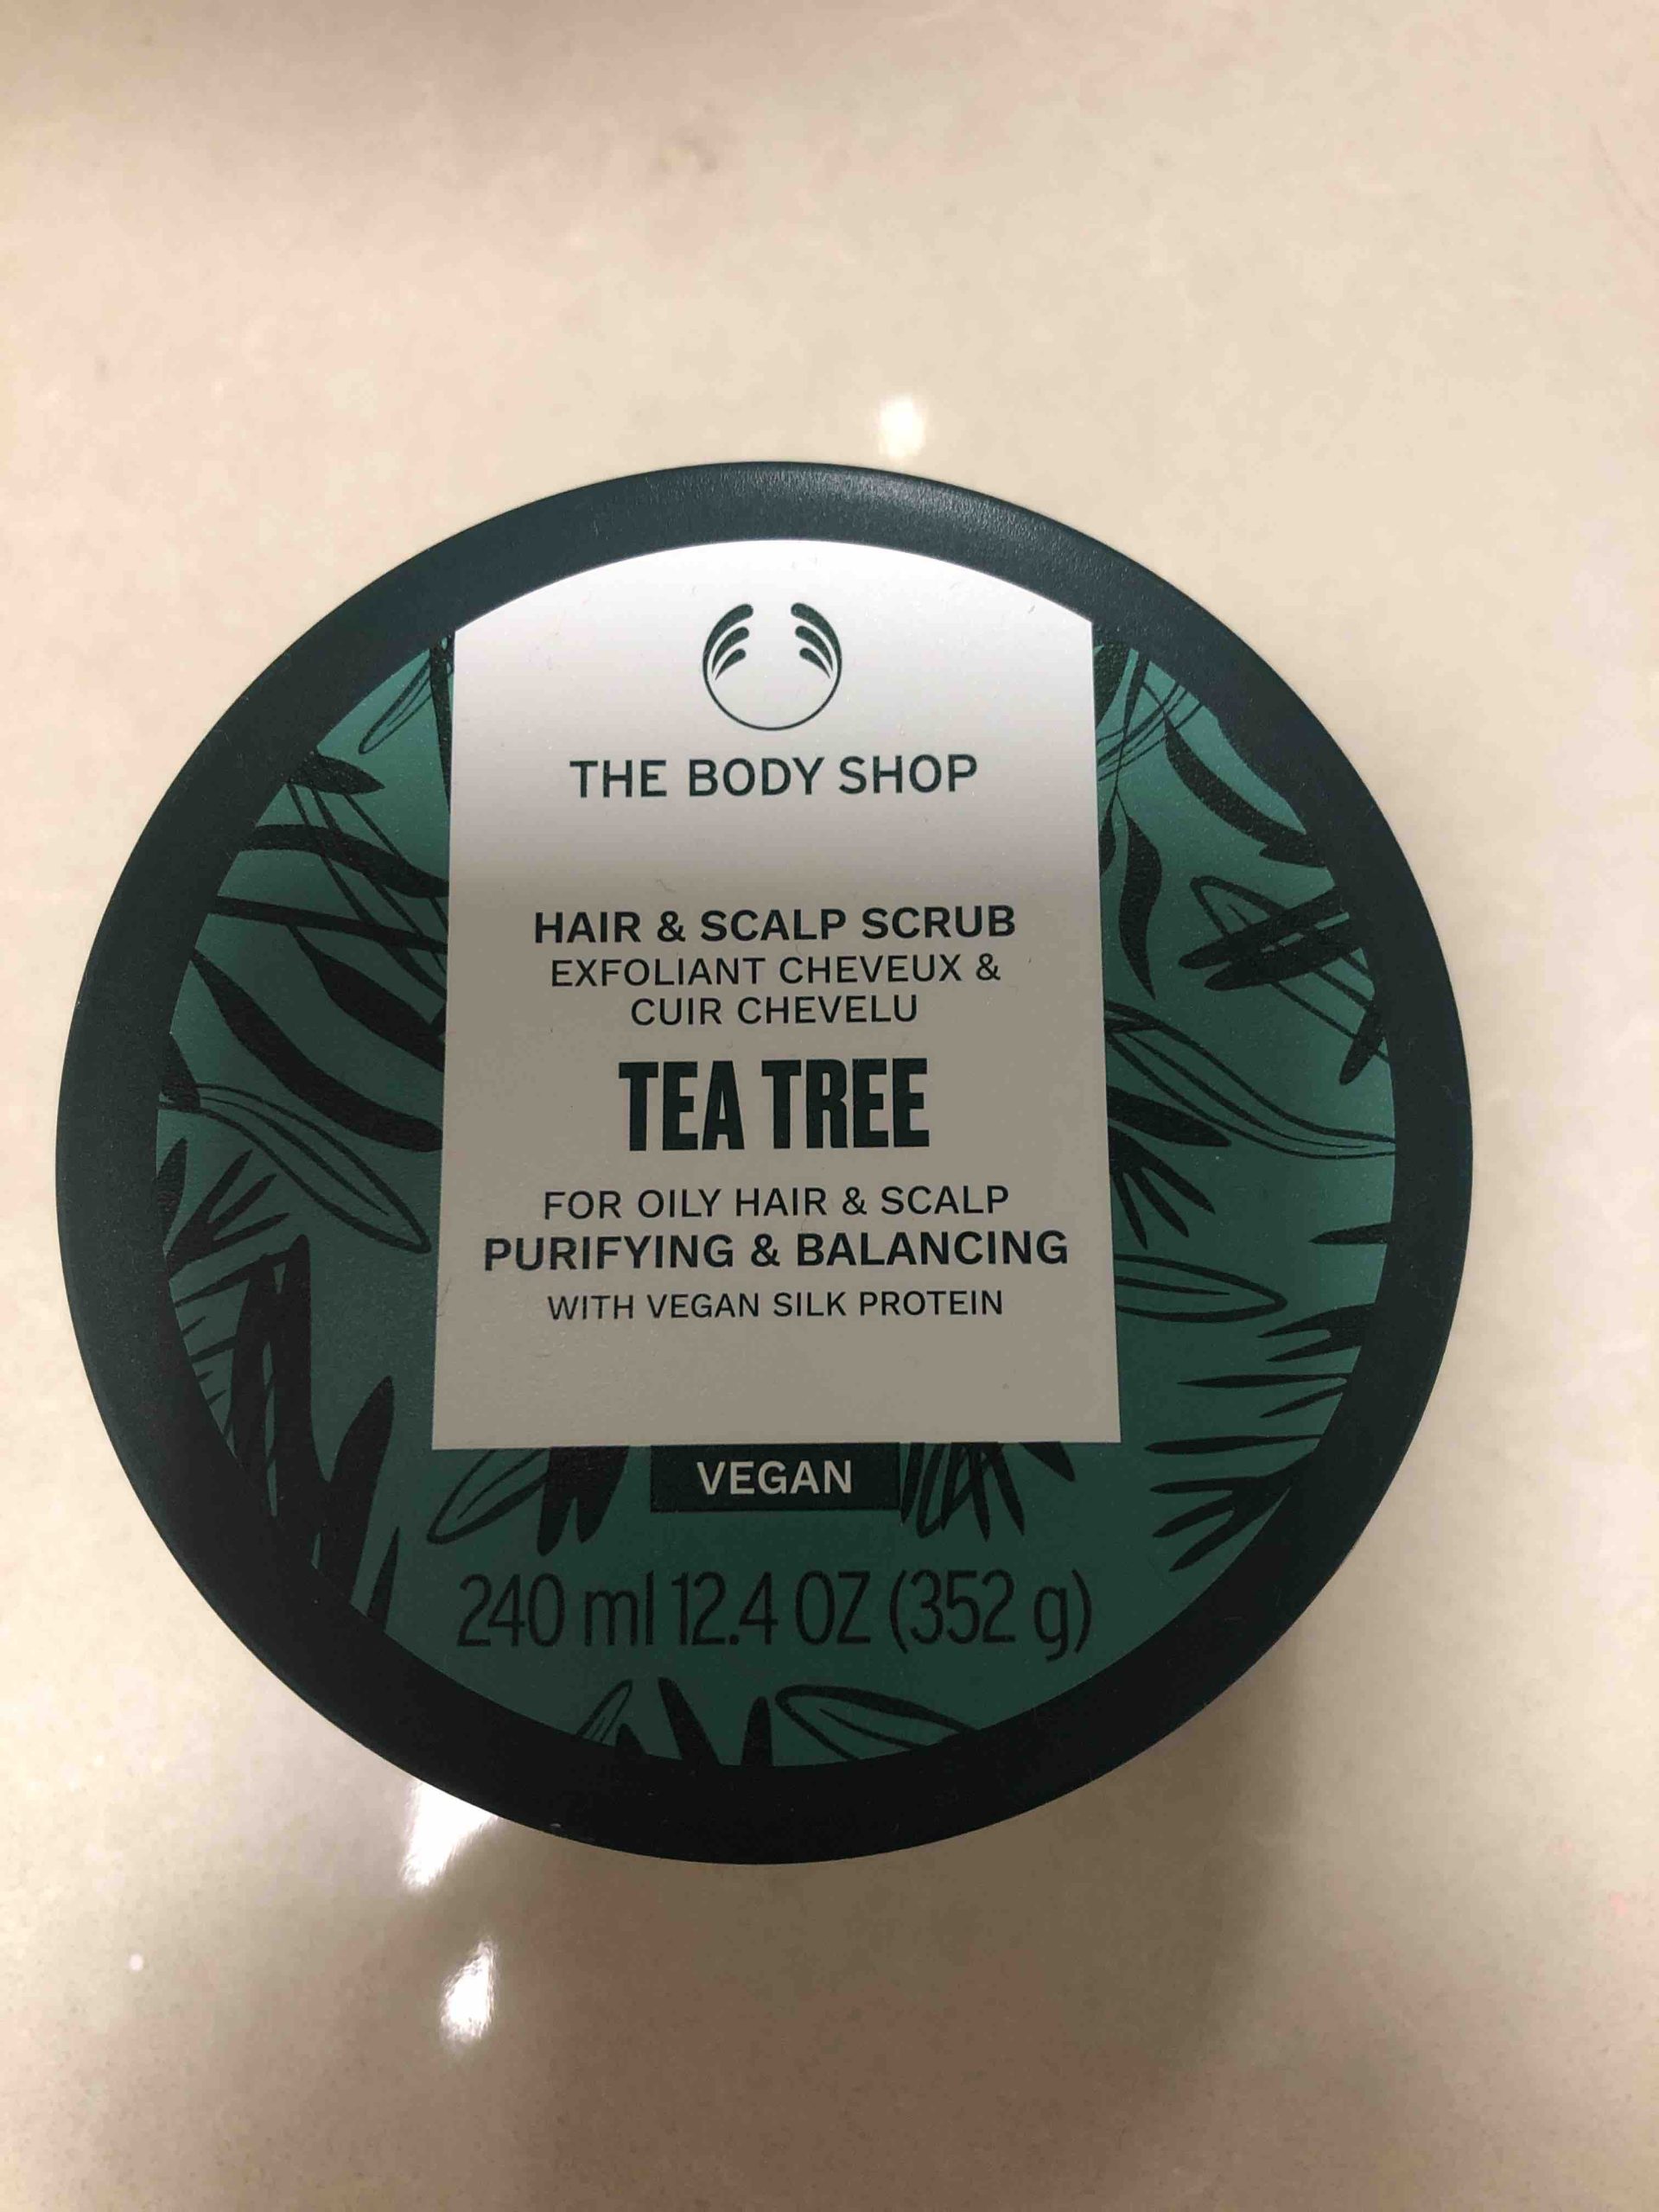 THE BODY SHOP
HAIR & SCALP SCRUB
EXFOLIANT CHEVEUX &
CUIR CHEVELU
TEA TREE
FOR OILY HAIR & SCALP
PURIFYING & BALANCING
WITH VEGAN SILK PROTEIN
VEGAN
240 ml 12.4 OZ (352 g)